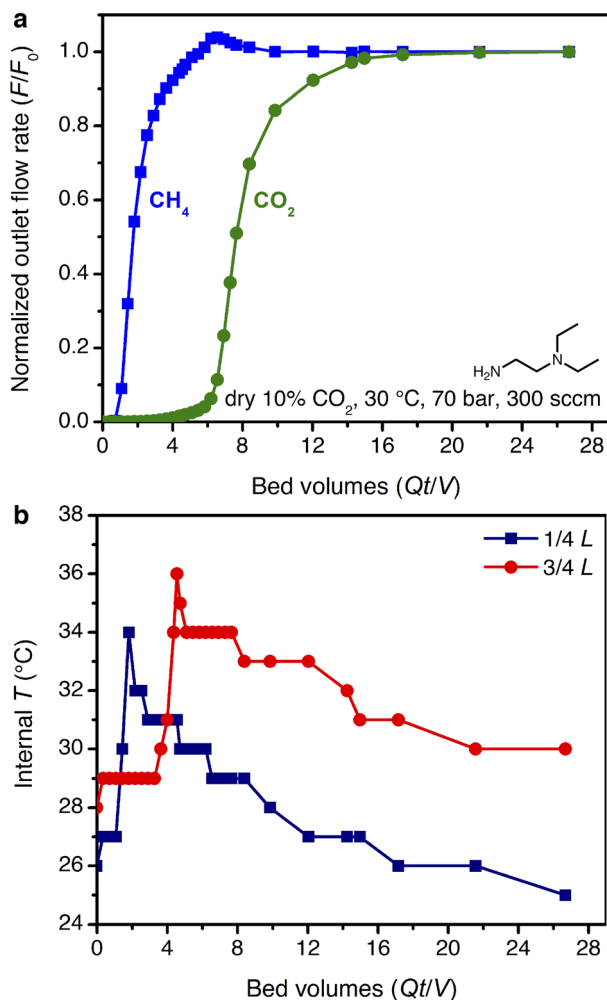 a
Normalized outlet flow rate (F/F₀)
1.0
0.8
0.6
0.4
0.2
0.0
CH₄
CO₂
H₂N
N
dry 10% CO₂, 30 °C, 70 bar, 300 sccm
0 4 8 12 16 20 24 28
Bed volumes (Qt/V)
b
Internal T (°C)
38
36
34
32
30
28
26
24
1/4 L
3/4 L
0 4 8 12 16 20 24 28
Bed volumes (Qt/V)